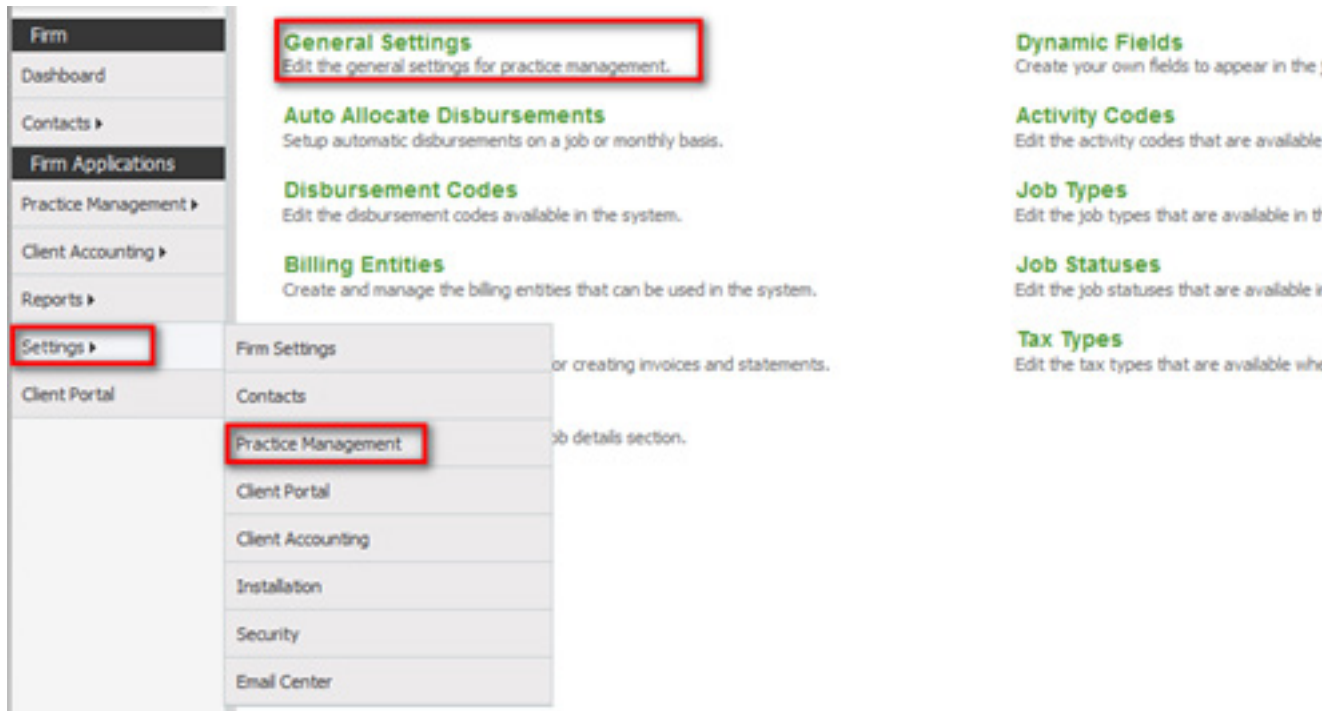 Firm
Dashboard
Contacts
Firm Applications
Practice Management
Client Accounting
Reports
Settings
Client Portal
Firm Settings
Contacts
Practice Management
Client Portal
Client Accounting
Installation
Security
Email Center
General Settings
Edit the general settings for practice management.
Auto Allocate Disbursements
Setup automatic disbursements on a job or monthly basis.
Disbursement Codes
Edit the disbursement codes available in the system.
Billing Entities
Create and manage the billing entities that can be used in the system.
or creating invoices and statements.
details section.
Dynamic Fields
Create your own fields to appear in the
Activity Codes
Edit the activity codes that are available
Job Types
Edit the job types that are available in
Job Statuses
Edit the job statuses that are available
Tax Types
Edit the tax types that are available